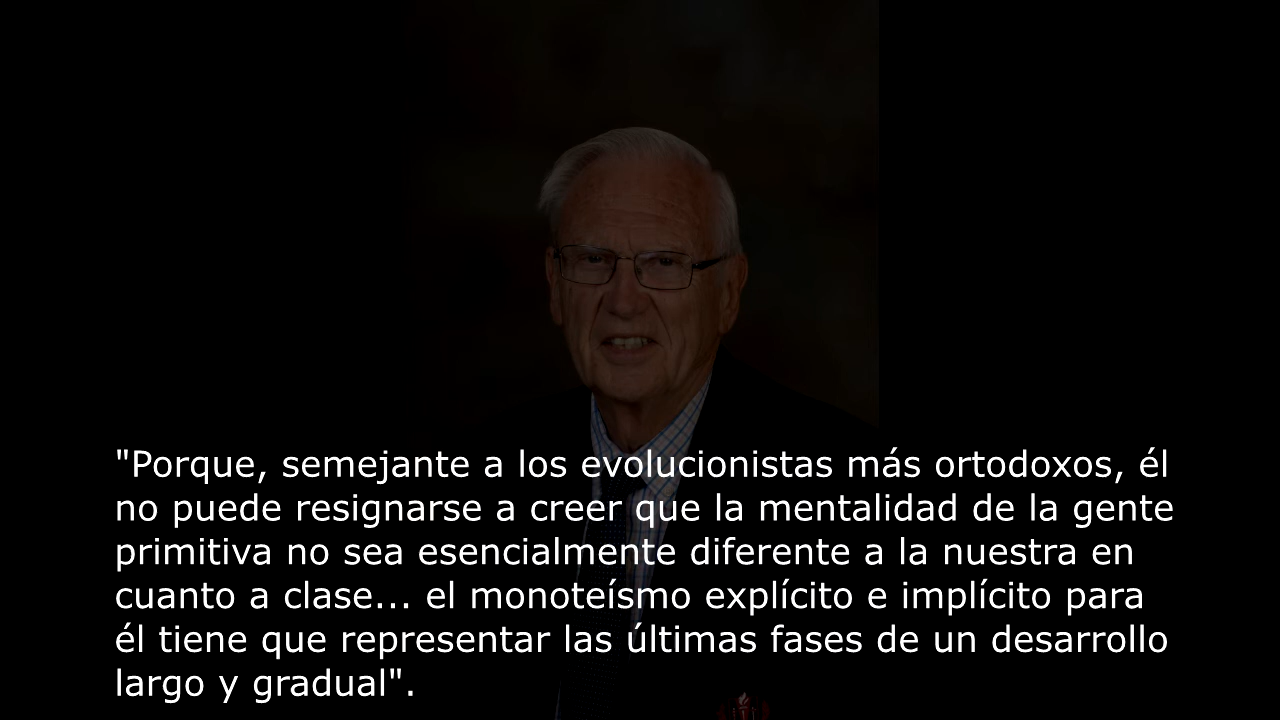 "Porque, semejante a los evolucionistas más ortodoxos, él
no puede resignarse a creer que la mentalidad de la gente
primitiva no sea esencialmente diferente a la nuestra en
cuanto a clase... el monoteísmo explícito e implícito para
él tiene que representar las últimas fases de un desarrollo
largo y gradual".